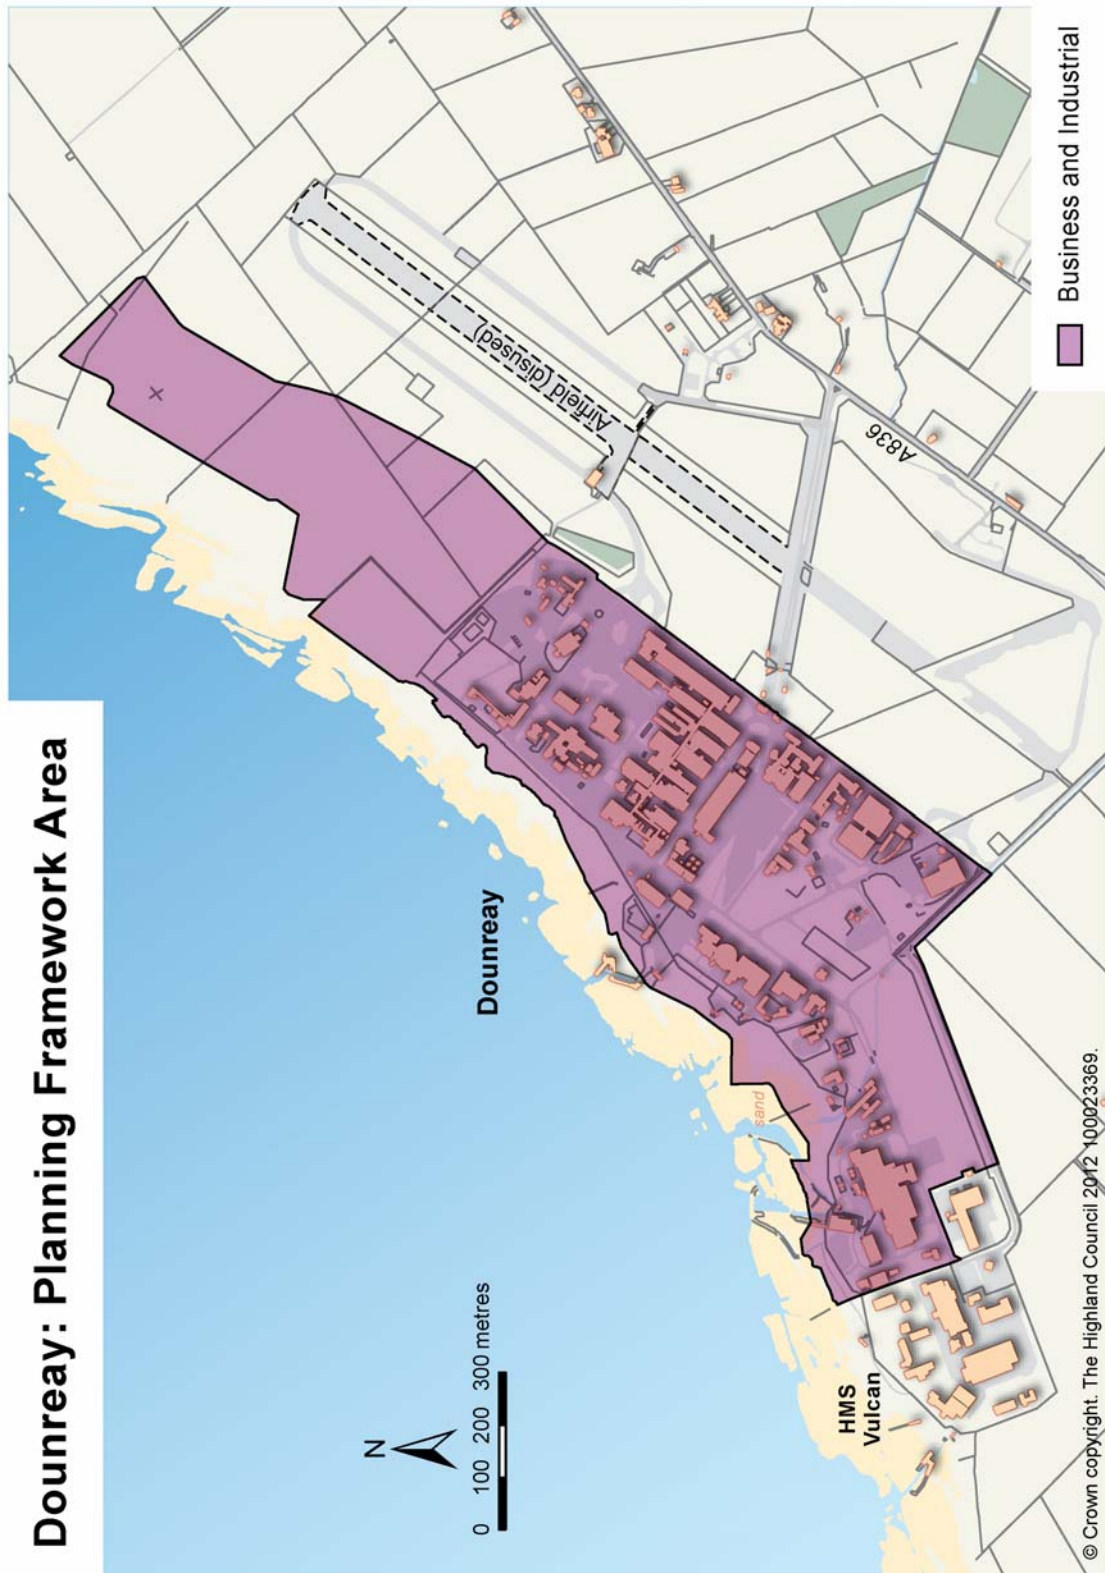 Dounreay: Planning Framework Area
N
0 100 200 300 metres
Dounreay
HMS
Vulcan
sand
Airfield (disused)
A836
Business and Industrial
© Crown copyright. The Highland Council 2012 100023369.